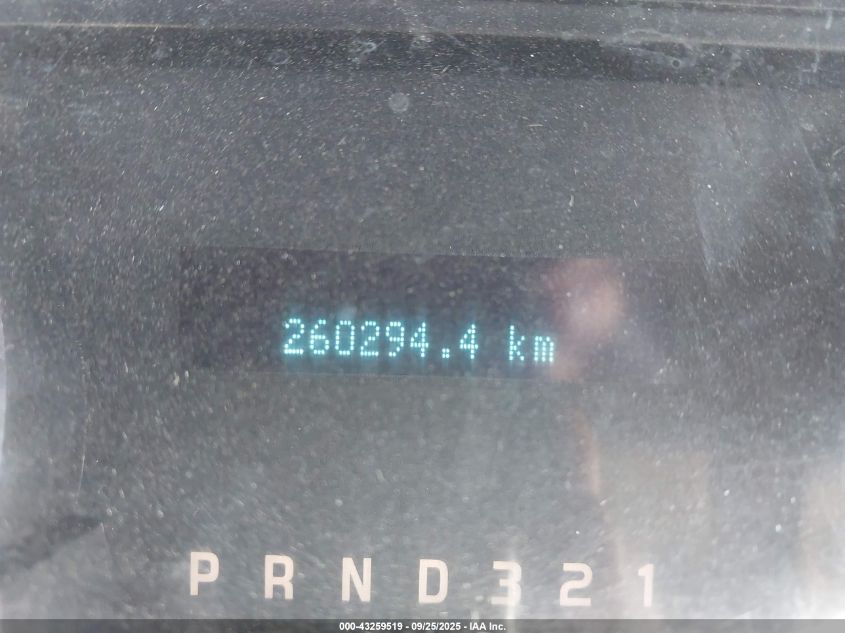 260294.4 km
P R N D 3 2 1
000-43259519 - 09/25/2025 - IAA Inc.